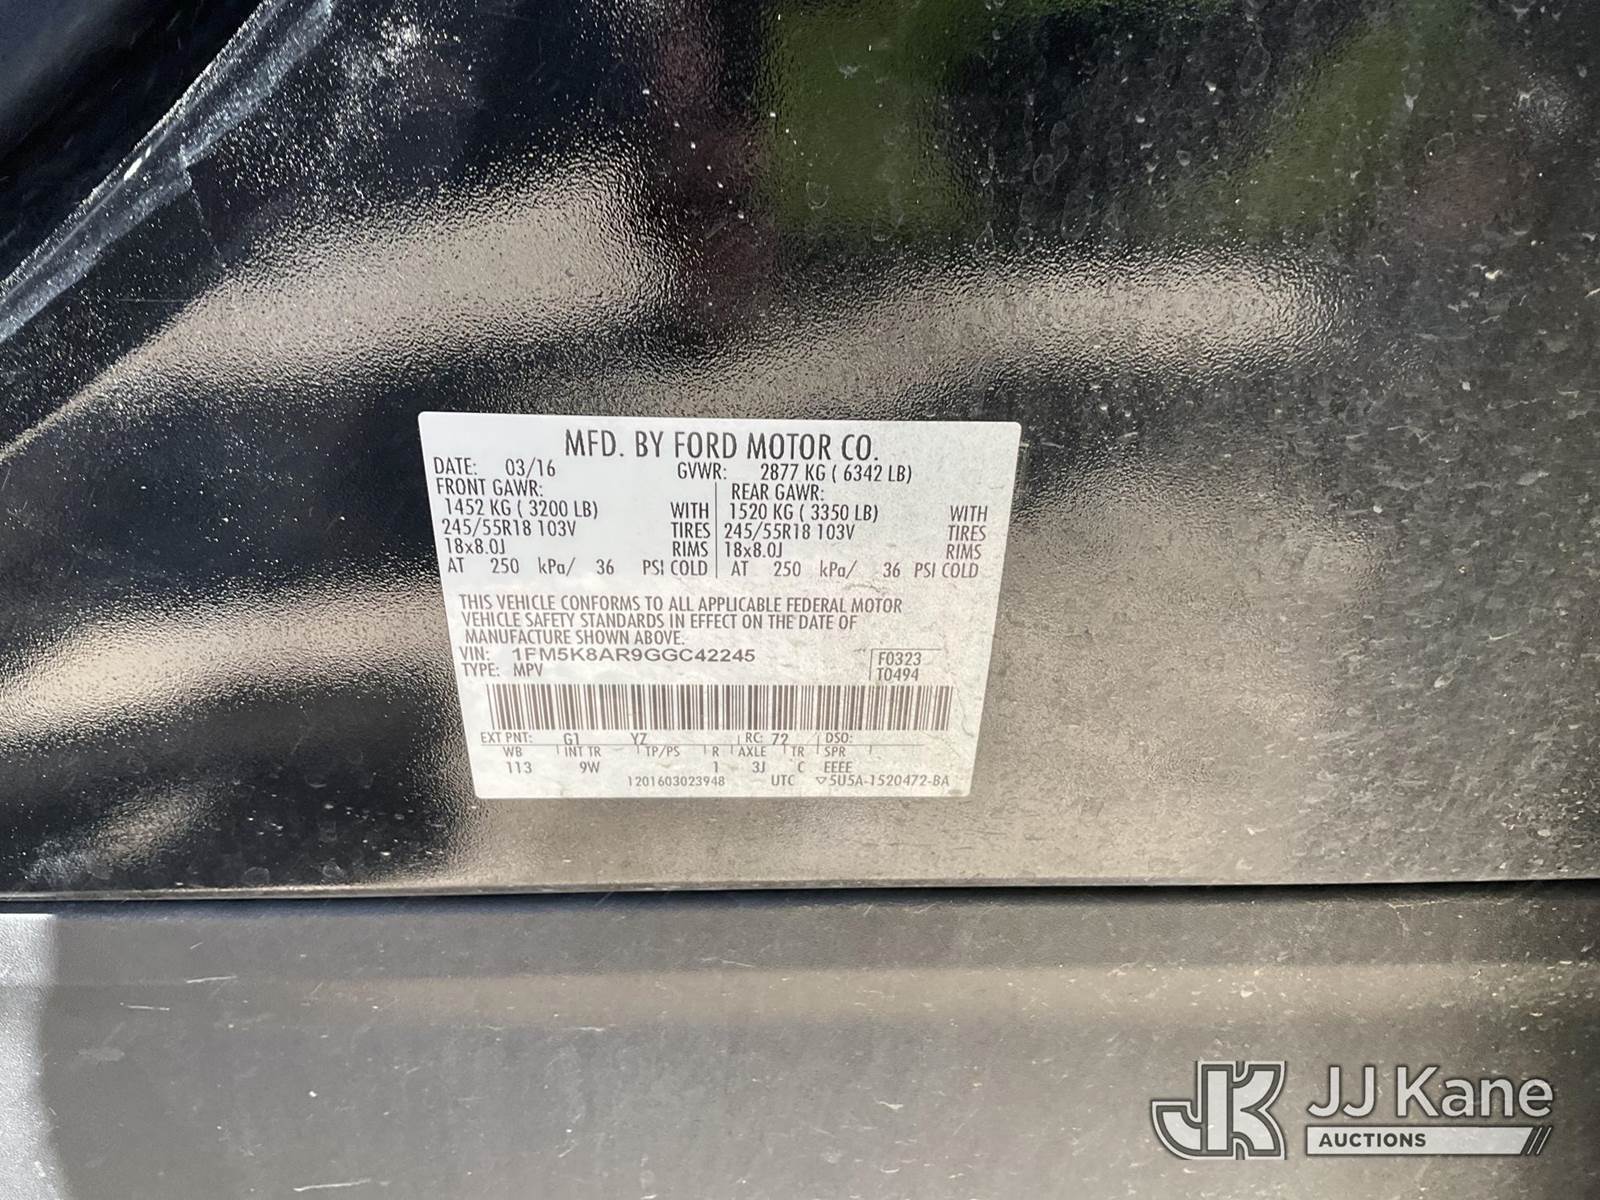 MFD. BY FORD MOTOR CO.
DATE: 03/16 GVWR: 2877 KG ( 6342 LB)
FRONT GAWR: REAR GAWR:
1452 KG ( 3200 LB) WITH 1520 KG ( 3350 LB) WITH
245/55R18 103V TIRES 245/55R18 103V TIRES
18x8.0J RIMS 18x8.0J RIMS
AT 250 kPa/ 36 PSI COLD AT 250 kPa/ 36 PSI COLD
THIS VEHICLE CONFORMS TO ALL APPLICABLE FEDERAL MOTOR
VEHICLE SAFETY STANDARDS IN EFFECT ON THE DATE OF
MANUFACTURE SHOWN ABOVE.
VIN: 1FM5K8AR9GGC42245 F0323
TYPE: MPV T0494
EXT PNT: G1 YZ RC: 72 DSO:
WB INT TR TP/PS R AXLE TR SPR
113 9W 1 3J C EEEE
1201603023948 UTC ▽5U5A-1520472-BA
JK JJ Kane
AUCTIONS